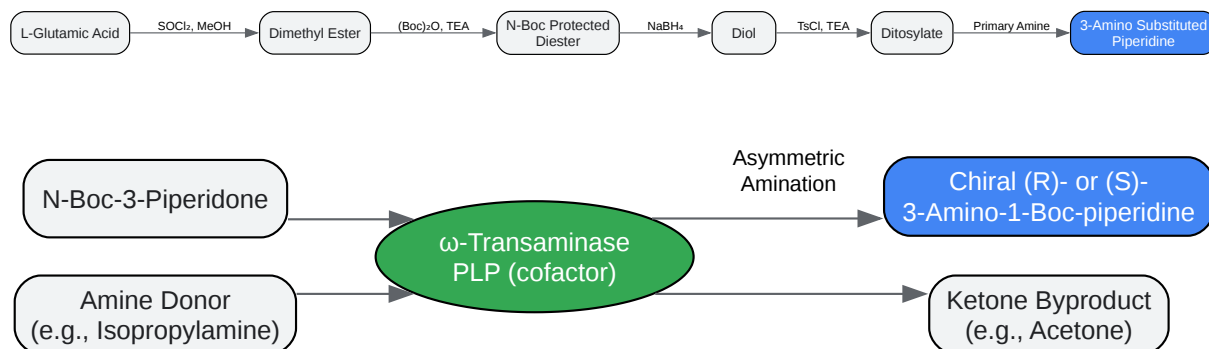 L-Glutamic Acid
SOCl₂, MeOH
Dimethyl Ester
(Boc)₂O, TEA
N-Boc Protected
Diester
NaBH₄
Diol
TsCl, TEA
Ditosylate
Primary Amine
3-Amino Substituted
Piperidine
Asymmetric
Amination
N-Boc-3-Piperidone
Chiral (R)- or (S)-
3-Amino-1-Boc-piperidine
ω-Transaminase
PLP (cofactor)
Amine Donor
(e.g., Isopropylamine)
Ketone Byproduct
(e.g., Acetone)